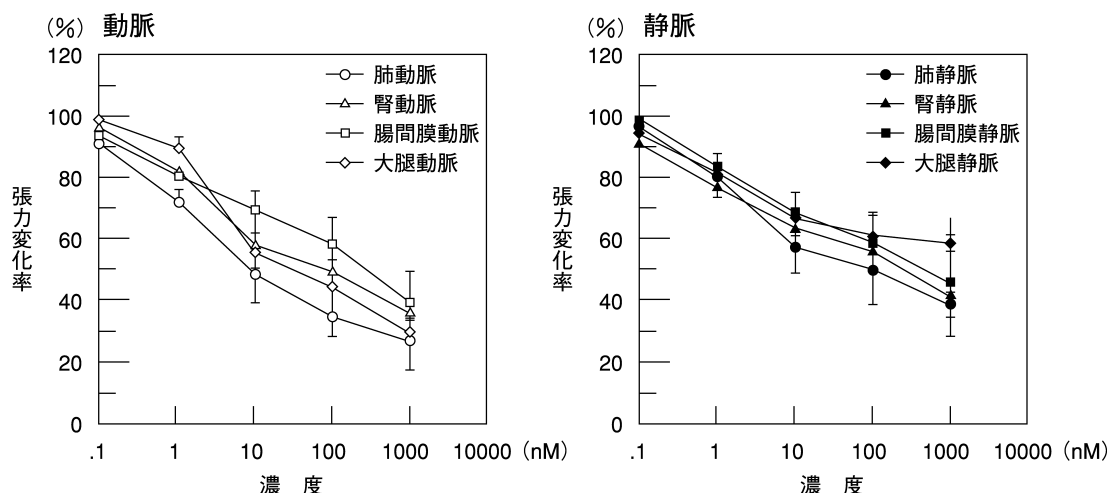 (%) 動脈
120
100
80
60
40
20
0
張力変化率
.1 1 10 100 1000 10000 (nM)
濃 度
肺動脈
腎動脈
腸間膜動脈
大腿動脈
(%) 静脈
120
100
80
60
40
20
0
張力変化率
.1 1 10 100 1000 10000 (nM)
濃 度
肺静脈
腎静脈
腸間膜静脈
大腿静脈